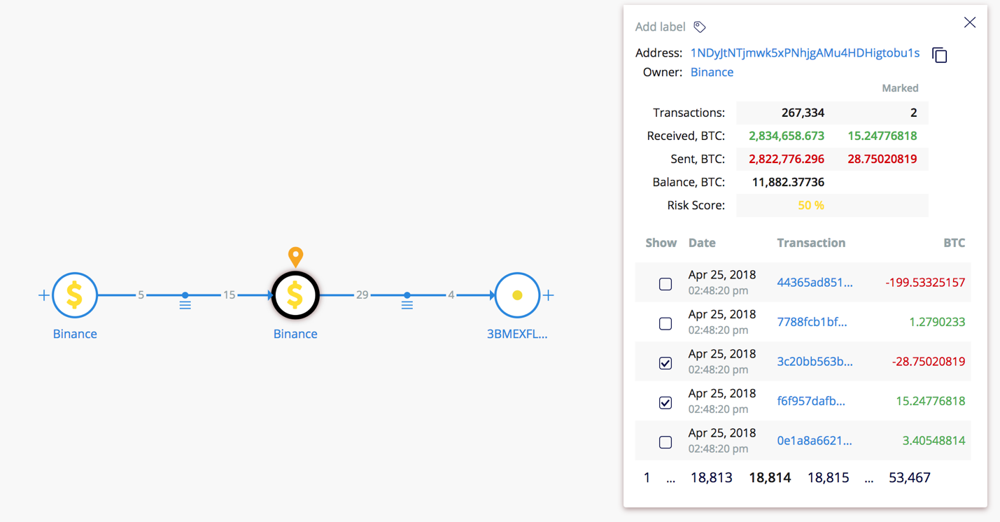 Add label
Address: 1NDyJtNTjmwk5xPNhjgAMu4HDHigtobu1s
Owner: Binance
Marked
Transactions: 267,334 2
Received, BTC: 2,834,658.673 15.24776818
Sent, BTC: 2,822,776.296 28.75020819
Balance, BTC: 11,882.37736
Risk Score: 50 %
Show Date Transaction BTC
Apr 25, 2018 44365ad851... -199.53325157
02:48:20 pm
Apr 25, 2018 7788fcb1bf... 1.2790233
02:48:20 pm
Apr 25, 2018 3c20bb563b... -28.75020819
02:48:20 pm
Apr 25, 2018 f6f957dafb... 15.24776818
02:48:20 pm
Apr 25, 2018 0e1a8a6621... 3.40548814
02:48:20 pm
1 ... 18,813 18,814 18,815 ... 53,467
$ 5 15 $ 29 4
Binance Binance 3BMEXFL...